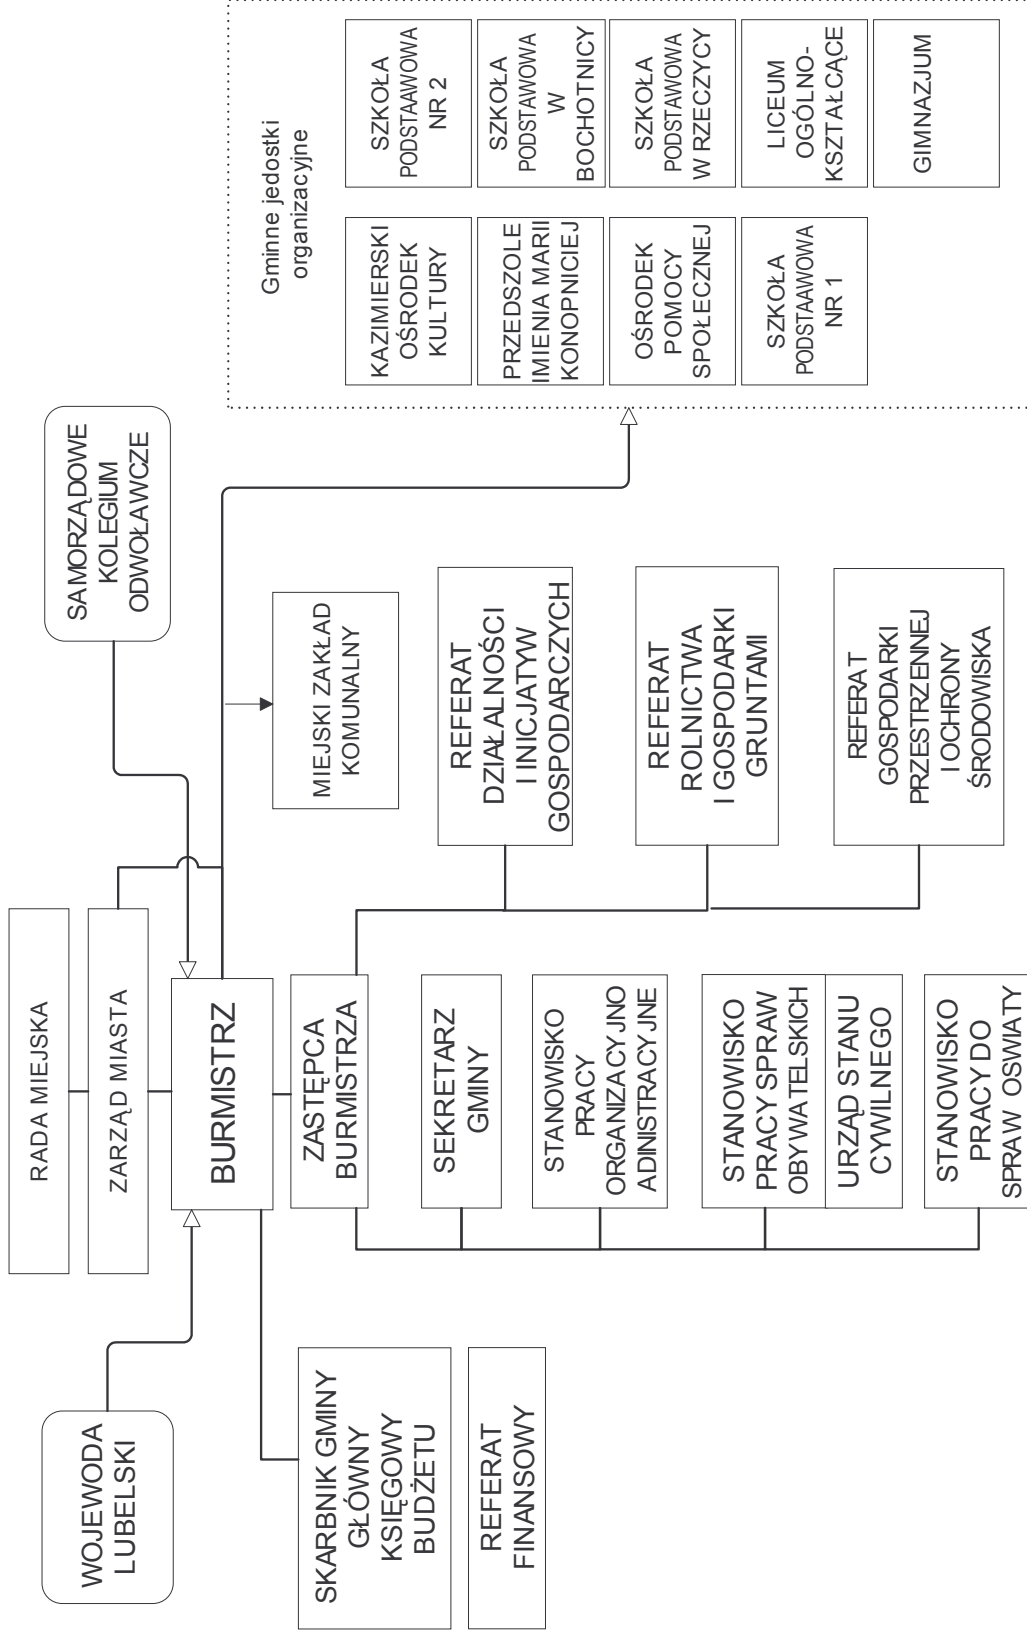 RADA MIEJSKA
ZARZĄD MIASTA
WOJEWODA
LUBELSKI
BURMISTRZ
SAMORZĄDOWE
KOLEGIUM
ODWOŁAWCZE
SKARBNIK GMINY
GŁÓWNY
KSIĘGOWY
BUDŻETU
REFERAT
FINANSOWY
ZASTĘPCA
BURMISTRZA
SEKRETARZ
GMINY
STANOWISKO
PRACY
ORGANIZACYJNO
ADINISTRACYJNE
STANOWISKO
PRACY SPRAW
OBYWATELSKICH
URZĄD STANU
CYWILNEGO
STANOWISKO
PRACY DO
SPRAW OSWIATY
MIEJSKI ZAKŁAD
KOMUNALNY
REFERAT
DZIAŁALNOŚCI
I INICJATYW
GOSPODARCZYCH
REFERAT
ROLNICTWA
I GOSPODARKI
GRUNTAMI
REFERAT
GOSPODARKI
PRZESTRZENNEJ
I OCHRONY
ŚRODOWISKA
Gminne jedostki
organizacyjne
KAZIMIERSKI
OŚRODEK
KULTURY
PRZEDSZOLE
IMIENIA MARII
KONOPNICIEJ
OŚRODEK
POMOCY
SPOŁECZNEJ
SZKOŁA
PODSTAAWOWA
NR 1
SZKOŁA
PODSTAAWOWA
NR 2
SZKOŁA
PODSTAWOWA
W
BOCHOTNICY
SZKOŁA
PODSTAWOWA
W RZECZYCY
LICEUM
OGÓLNO-
KSZTAŁCĄCE
GIMNAZJUM